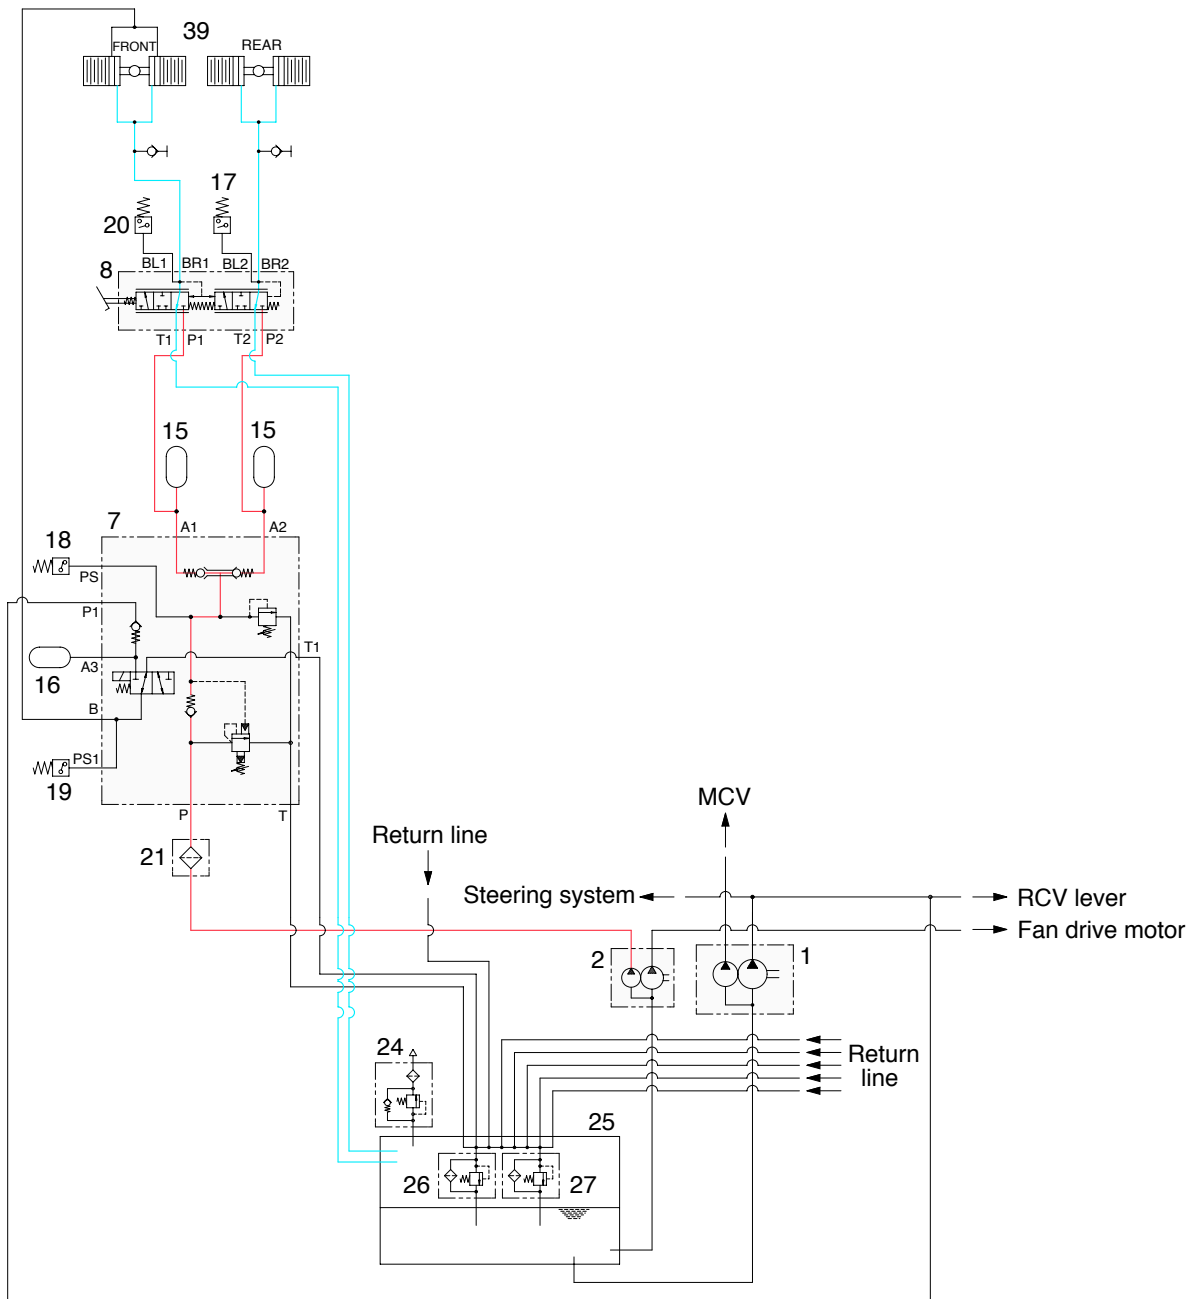 39
FRONT
REAR
17
20
BL1
BR1
BL2
BR2
8
T1
P1
T2
P2
15
15
7
A1
A2
18
PS
P1
T1
A3
16
B
PS1
19
P
T
MCV
Return line
21
Steering system
RCV lever
Fan drive motor
2
1
24
Return
line
25
26
27